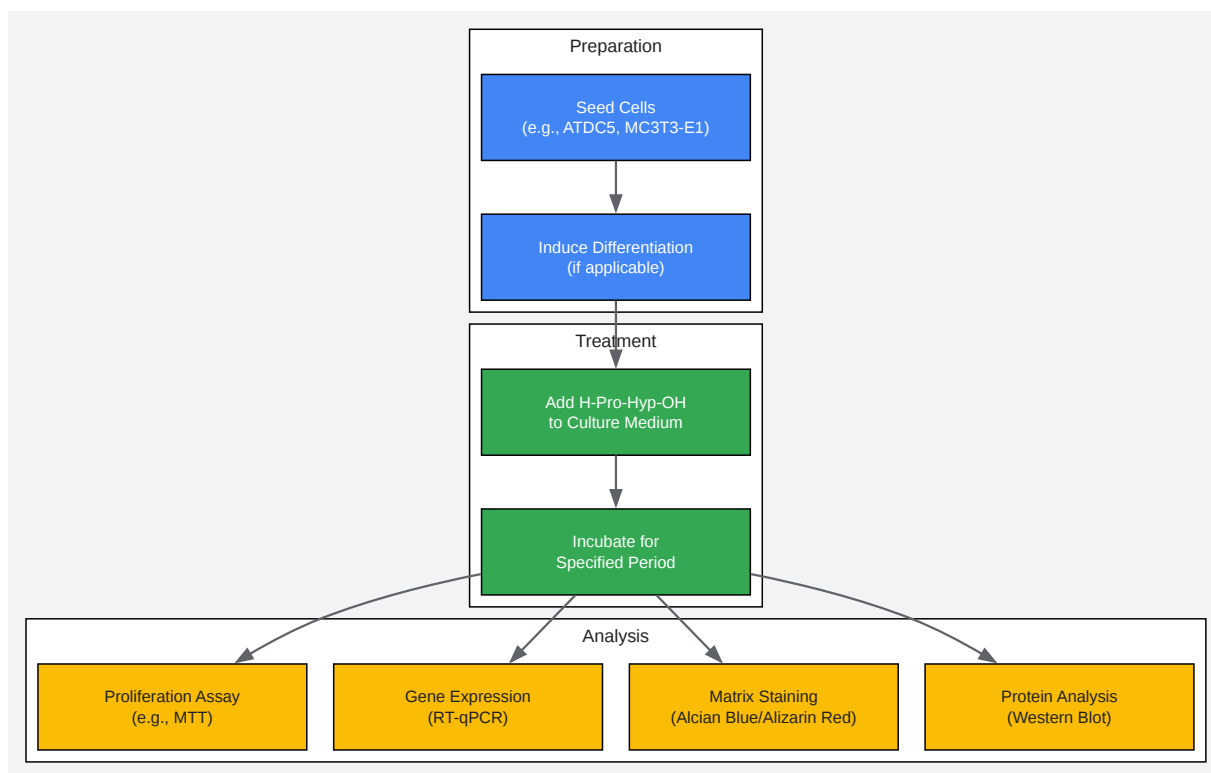 Preparation
Seed Cells
(e.g., ATDC5, MC3T3-E1)
Induce Differentiation
(if applicable)
Treatment
Add H-Pro-Hyp-OH
to Culture Medium
Incubate for
Specified Period
Analysis
Proliferation Assay
(e.g., MTT)
Gene Expression
(RT-qPCR)
Matrix Staining
(Alcian Blue/Alizarin Red)
Protein Analysis
(Western Blot)